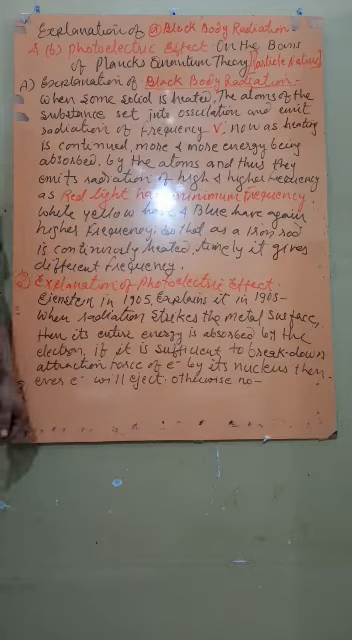 Explanation of (a) Black Body Radiation
& (b) Photoelectric Effect. On the Basis
of Plancks Quantum Theory [Particle Nature]
A) Explanation of Black Body Radiation-
When some solid is heated, The atoms of the
substance set into osscilation and emit
radiation of frequency V, now as heating
is continued, more & more energy being
absorbed by the atoms and thus they
emits radiation of high & higher frequency
as Red light has minimum frequency
while yellow have & Blue have again
higher frequency, so that as a Iron rod
is continuously heated, timely it gives
different frequency.
Explanation of Photoelectric Effect.
Eienstein in 1905, Explains it in 1905-
When radiation strekes the metal surface,
then its entire energy is absorbed by the
electron, if it is sufficient to break-down
attraction force of e- by its nucleus then
ever e- will eject. otherwise no-